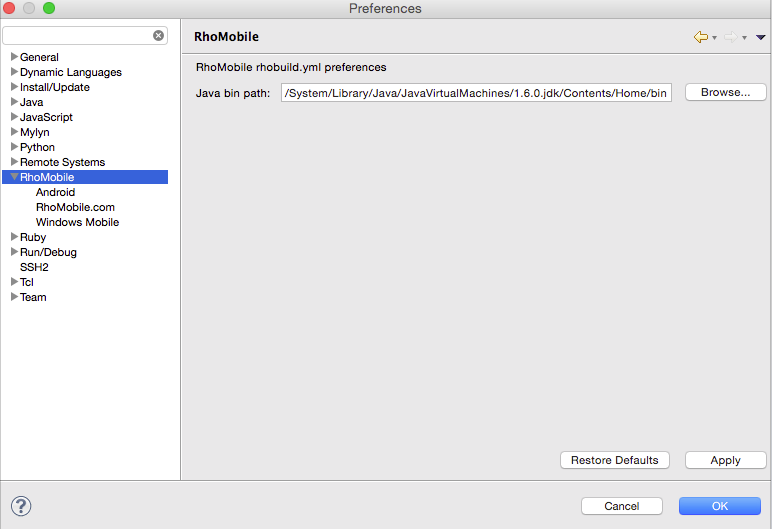 Preferences
RhoMobile
General
Dynamic Languages
Install/Update
Java
JavaScript
Mylyn
Python
Remote Systems
RhoMobile
Android
RhoMobile.com
Windows Mobile
Ruby
Run/Debug
SSH2
Tcl
Team
RhoMobile rhobuild.yml preferences
Java bin path: /System/Library/Java/JavaVirtualMachines/1.6.0.jdk/Contents/Home/bin Browse...
Restore Defaults Apply
? Cancel OK